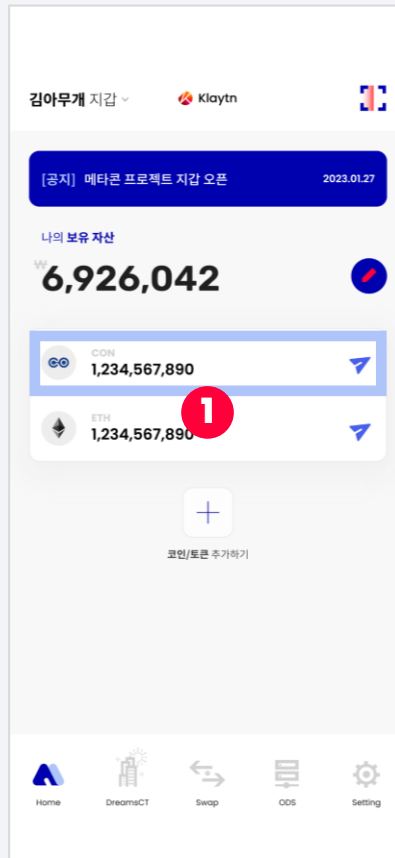 김아무개 지갑
Klaytn
[공지] 메타콘 프로젝트 지갑 오픈 2023.01.27
나의 보유 자산
₩6,926,042
CON
1,234,567,890
1
ETH
1,234,567,890
코인/토큰 추가하기
Home DreamsCT Swap ODS Setting